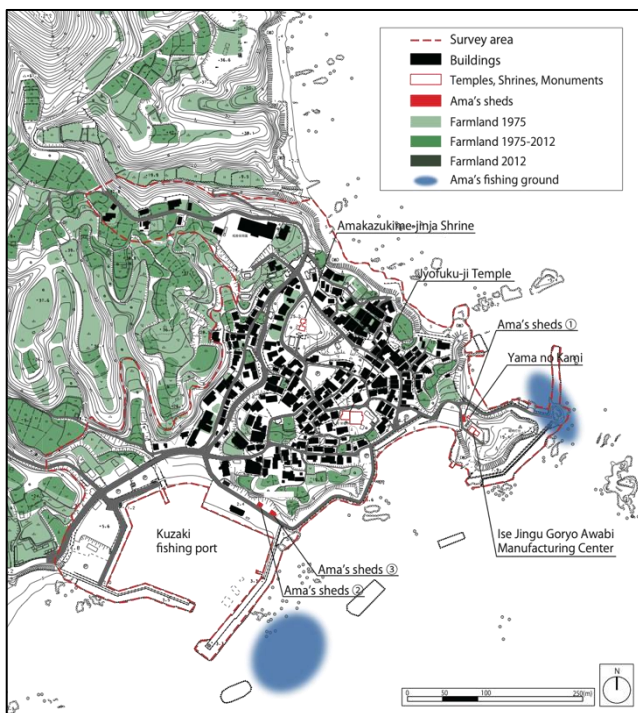 Survey area
Buildings
Temples, Shrines, Monuments
Ama's sheds
Farmland 1975
Farmland 1975-2012
Farmland 2012
Ama's fishing ground
Amakazukime-jinja Shrine
Jyofuku-ji Temple
Ama's sheds ①
Yama no Kami
Ise Jingu Goryo Awabi
Manufacturing Center
Kuzaki
fishing port
Ama's sheds ③
Ama's sheds ②
N
0 50 100 250(m)